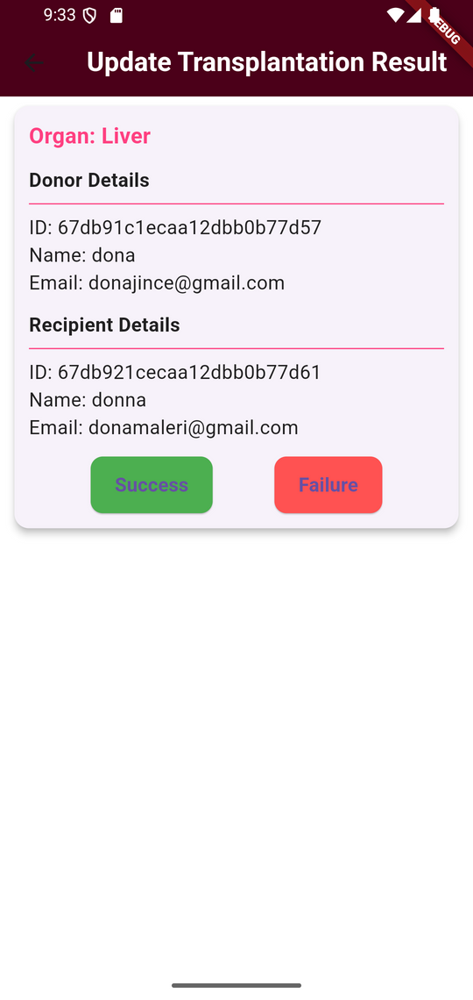 9:33
DEBUG
Update Transplantation Result
Organ: Liver
Donor Details
ID: 67db91c1ecaa12dbb0b77d57
Name: dona
Email: donajince@gmail.com
Recipient Details
ID: 67db921cecaa12dbb0b77d61
Name: donna
Email: donamaleri@gmail.com
Success
Failure